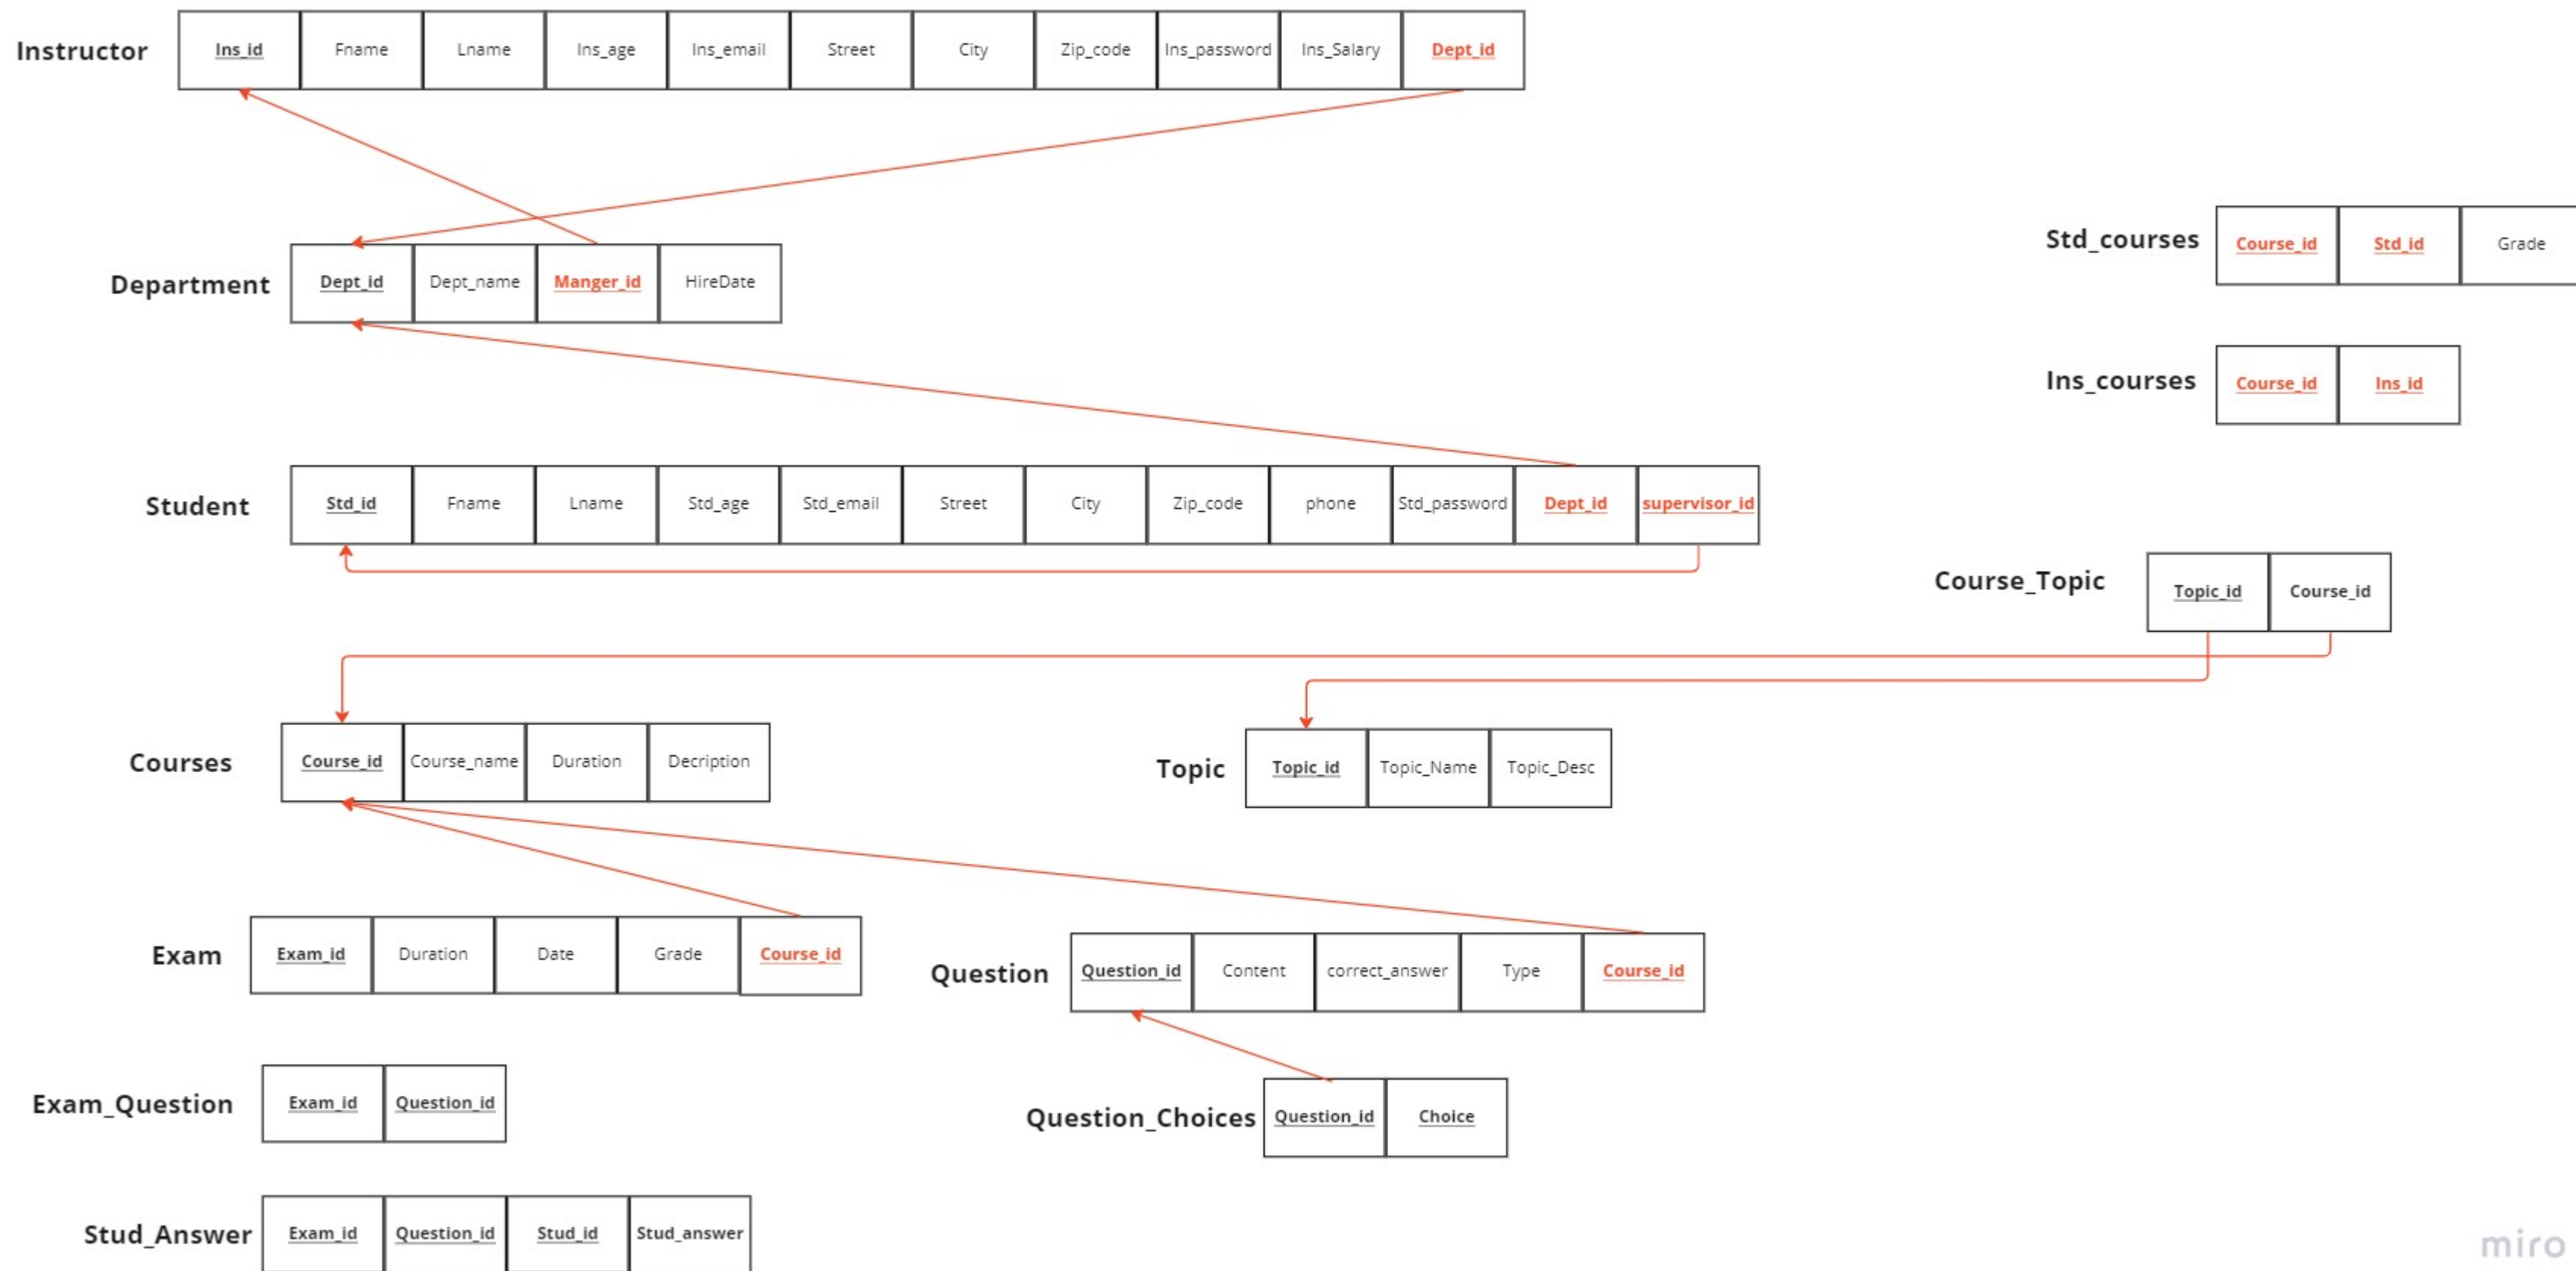 Instructor Ins_id Fname Lname Ins_age Ins_email Street City Zip_code Ins_password Ins_Salary Dept_id
Std_courses Course_id Std_id Grade
Department Dept_id Dept_name Manger_id HireDate
Ins_courses Course_id Ins_id
Student Std_id Fname Lname Std_age Std_email Street City Zip_code phone Std_password Dept_id supervisor_id
Course_Topic Topic_id Course_id
Courses Course_id Course_name Duration Decription
Topic Topic_id Topic_Name Topic_Desc
Exam Exam_id Duration Date Grade Course_id
Question Question_id Content correct_answer Type Course_id
Exam_Question Exam_id Question_id
Question_Choices Question_id Choice
Stud_Answer Exam_id Question_id Stud_id Stud_answer
miro